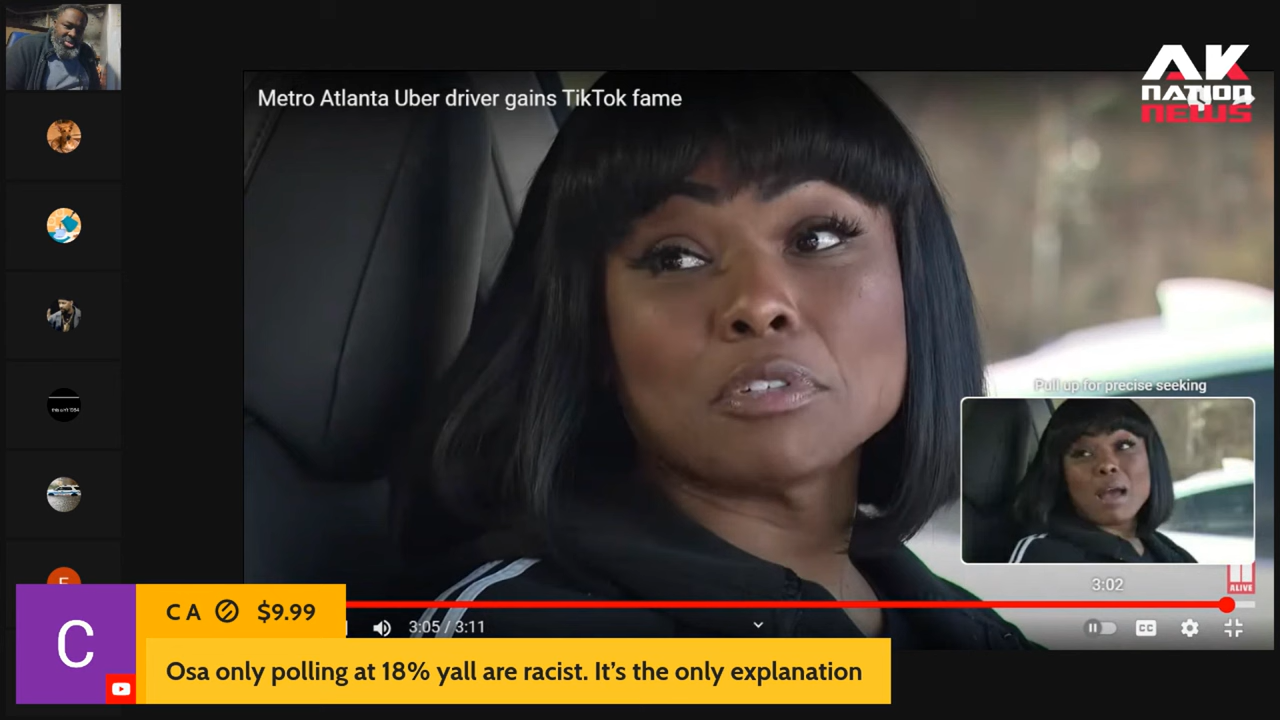 Metro Atlanta Uber driver gains TikTok fame
AK
NATION
NEWS
Pull up for precise seeking
3:02
ALIVE
3:05 / 3:11
CC
C
C A $9.99
Osa only polling at 18% yall are racist. It’s the only explanation